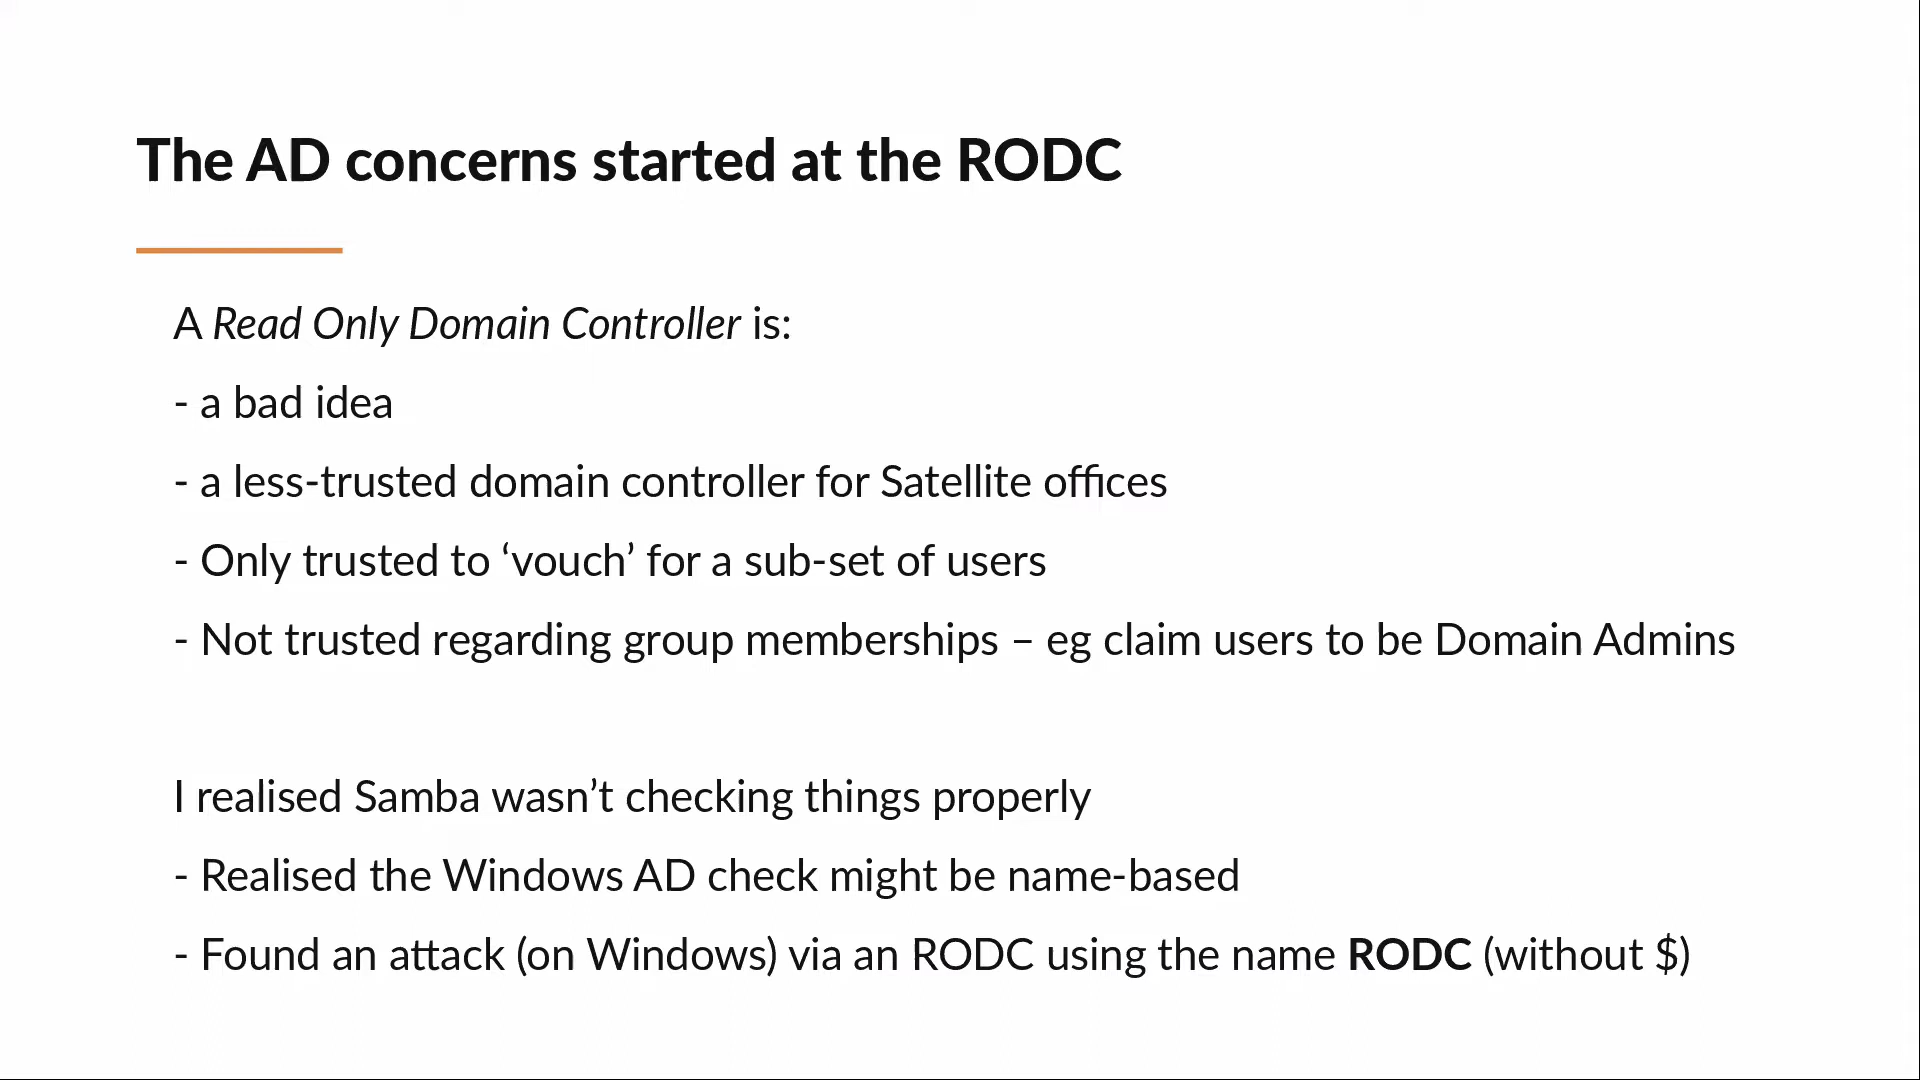 The AD concerns started at the RODC
A Read Only Domain Controller is:
- a bad idea
- a less-trusted domain controller for Satellite offices
- Only trusted to ‘vouch’ for a sub-set of users
- Not trusted regarding group memberships – eg claim users to be Domain Admins
I realised Samba wasn’t checking things properly
- Realised the Windows AD check might be name-based
- Found an attack (on Windows) via an RODC using the name RODC (without $)